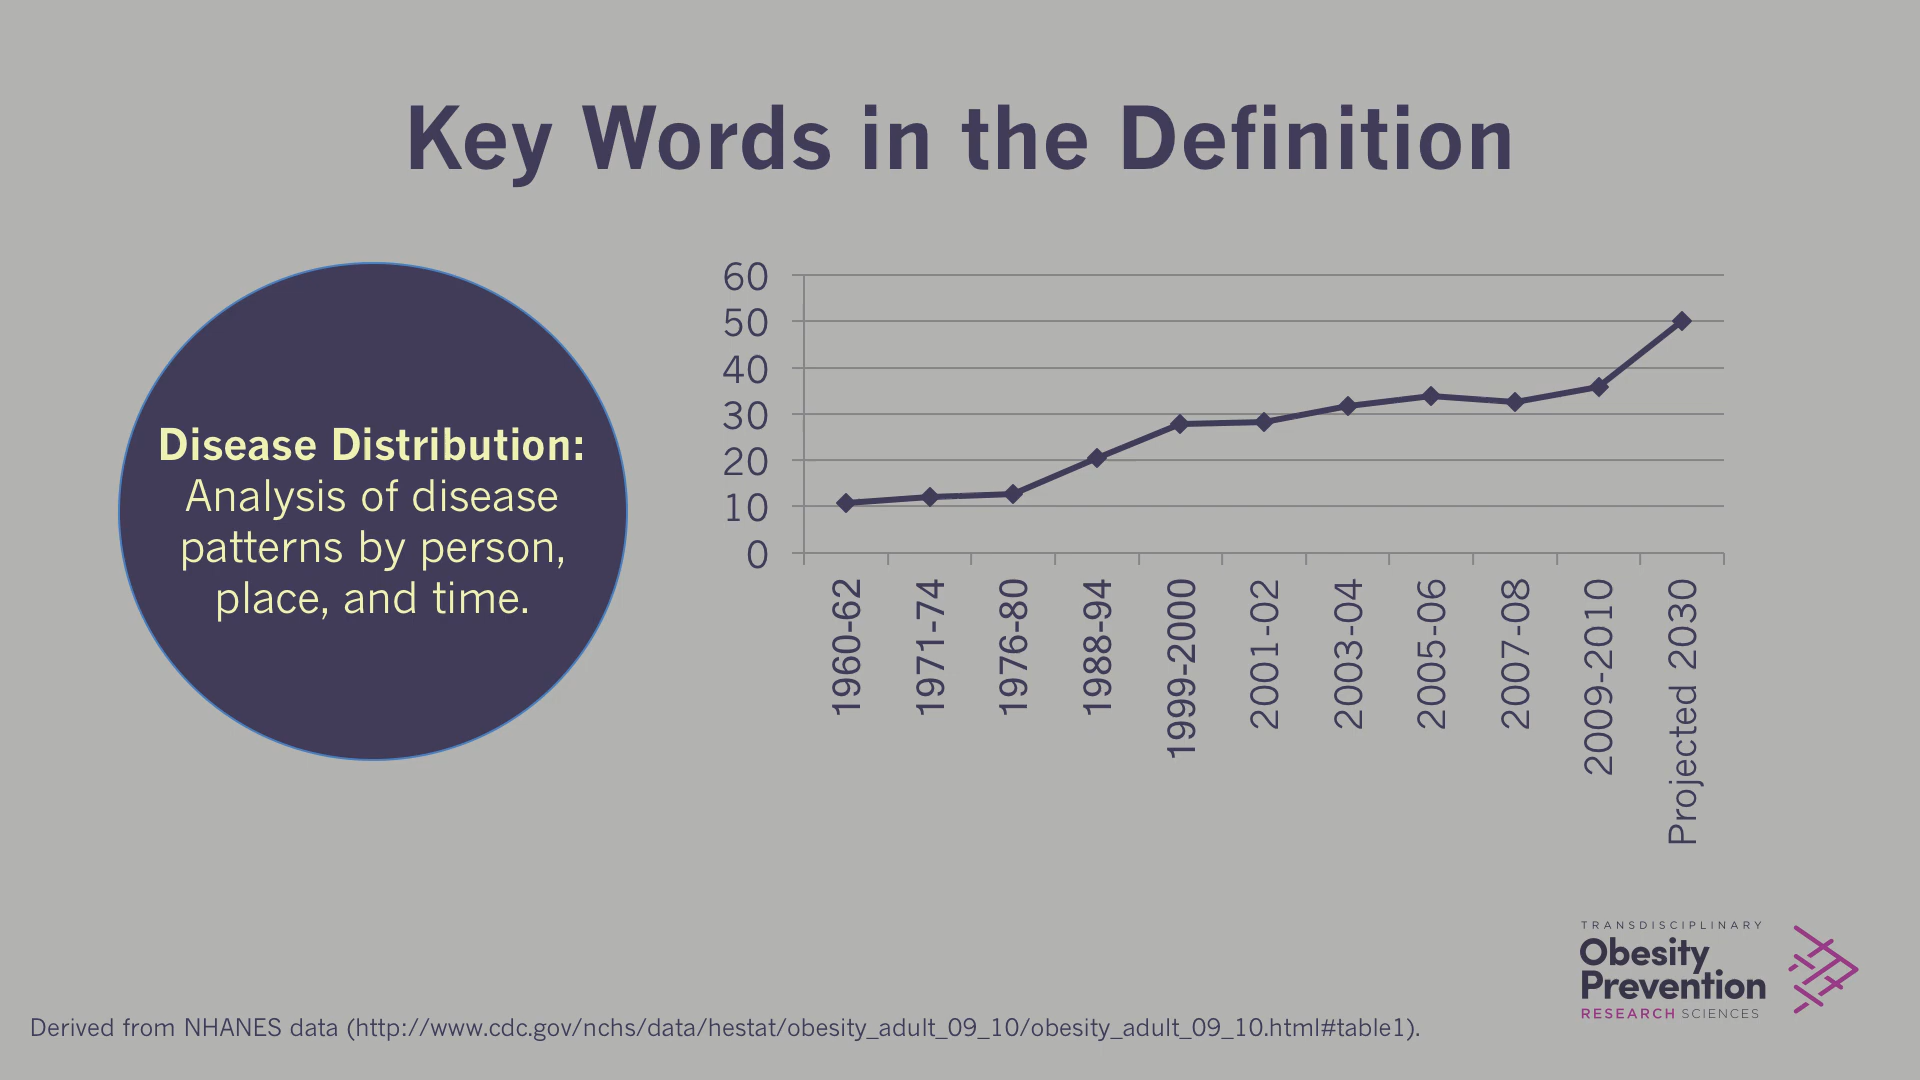 Key Words in the Definition
Disease Distribution:
Analysis of disease
patterns by person,
place, and time.
60
50
40
30
20
10
0
1960-62
1971-74
1976-80
1988-94
1999-2000
2001-02
2003-04
2005-06
2007-08
2009-2010
Projected 2030
TRANSDISCIPLINARY
Obesity
Prevention
RESEARCH SCIENCES
Derived from NHANES data (http://www.cdc.gov/nchs/data/hestat/obesity_adult_09_10/obesity_adult_09_10.html#table1).